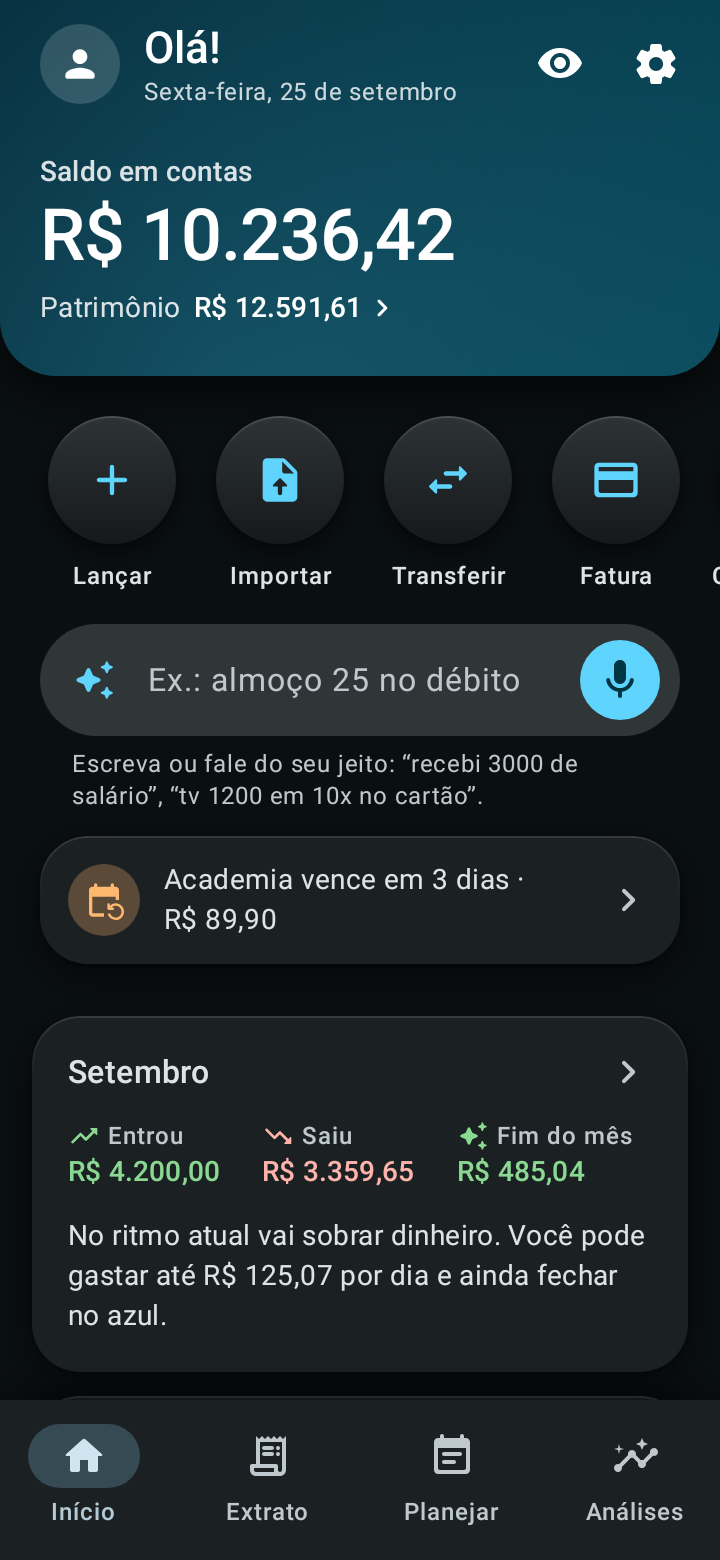 Olá!
Sexta-feira, 25 de setembro
Saldo em contas
R$ 10.236,42
Patrimônio R$ 12.591,61
Lançar
Importar
Transferir
Fatura
Ex.: almoço 25 no débito
Escreva ou fale do seu jeito: “recebi 3000 de
salário”, “tv 1200 em 10x no cartão”.
Academia vence em 3 dias ·
R$ 89,90
Setembro
Entrou
R$ 4.200,00
Saiu
R$ 3.359,65
Fim do mês
R$ 485,04
No ritmo atual vai sobrar dinheiro. Você pode
gastar até R$ 125,07 por dia e ainda fechar
no azul.
Início
Extrato
Planejar
Análises